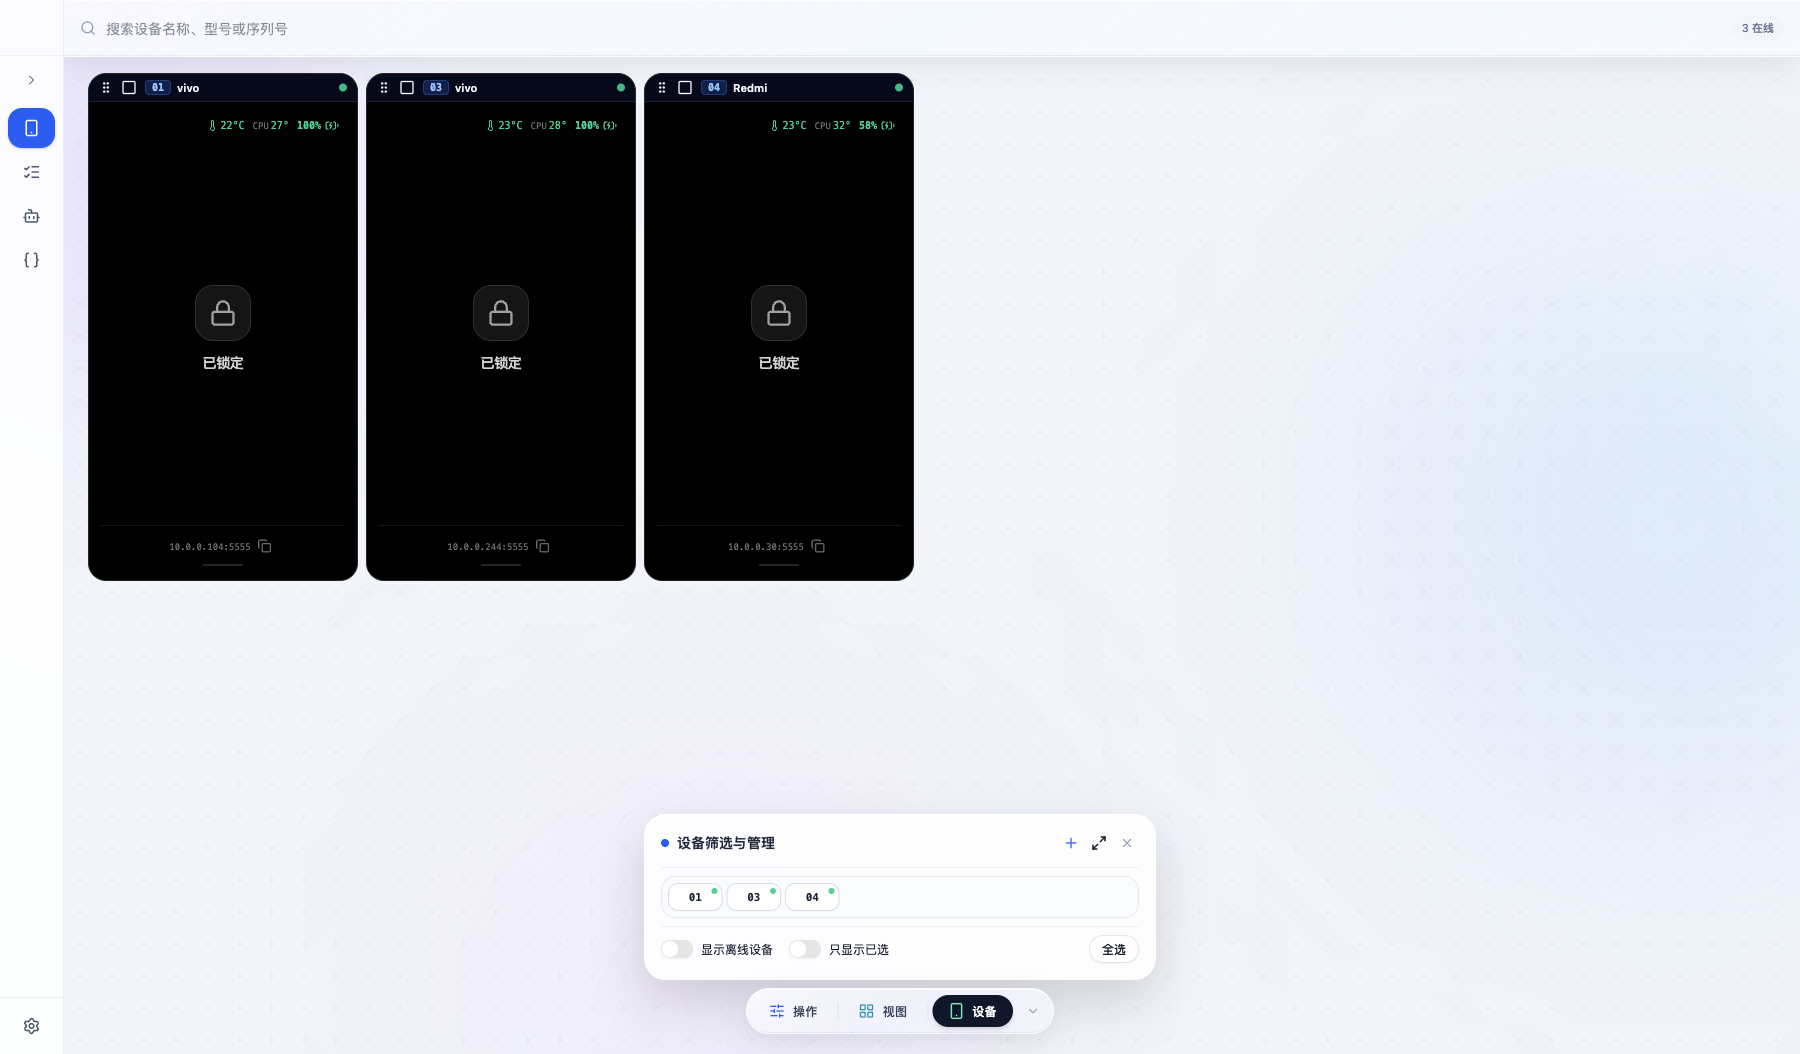 搜索设备名称、型号或序列号
3 在线
01 vivo
22°C CPU 27° 100%
已锁定
10.0.0.104:5555
03 vivo
23°C CPU 28° 100%
已锁定
10.0.0.244:5555
04 Redmi
23°C CPU 32° 58%
已锁定
10.0.0.30:5555
设备筛选与管理
01 03 04
显示离线设备 只显示已选 全选
操作 视图 设备